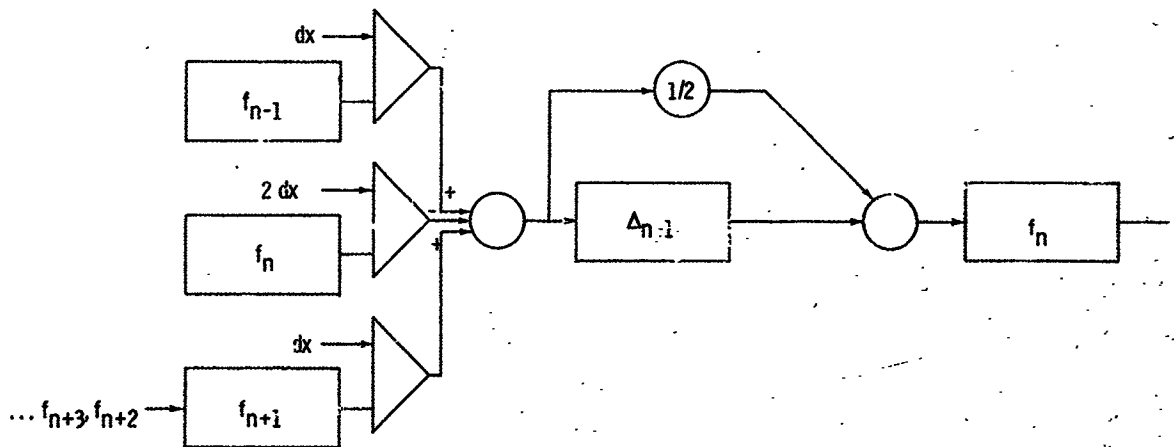 dx
f_{n-1}
1/2
2 dx
+
-
+
Δ_{n-1}
f_n
f_n
dx
... f_{n+3}, f_{n+2}
f_{n+1}